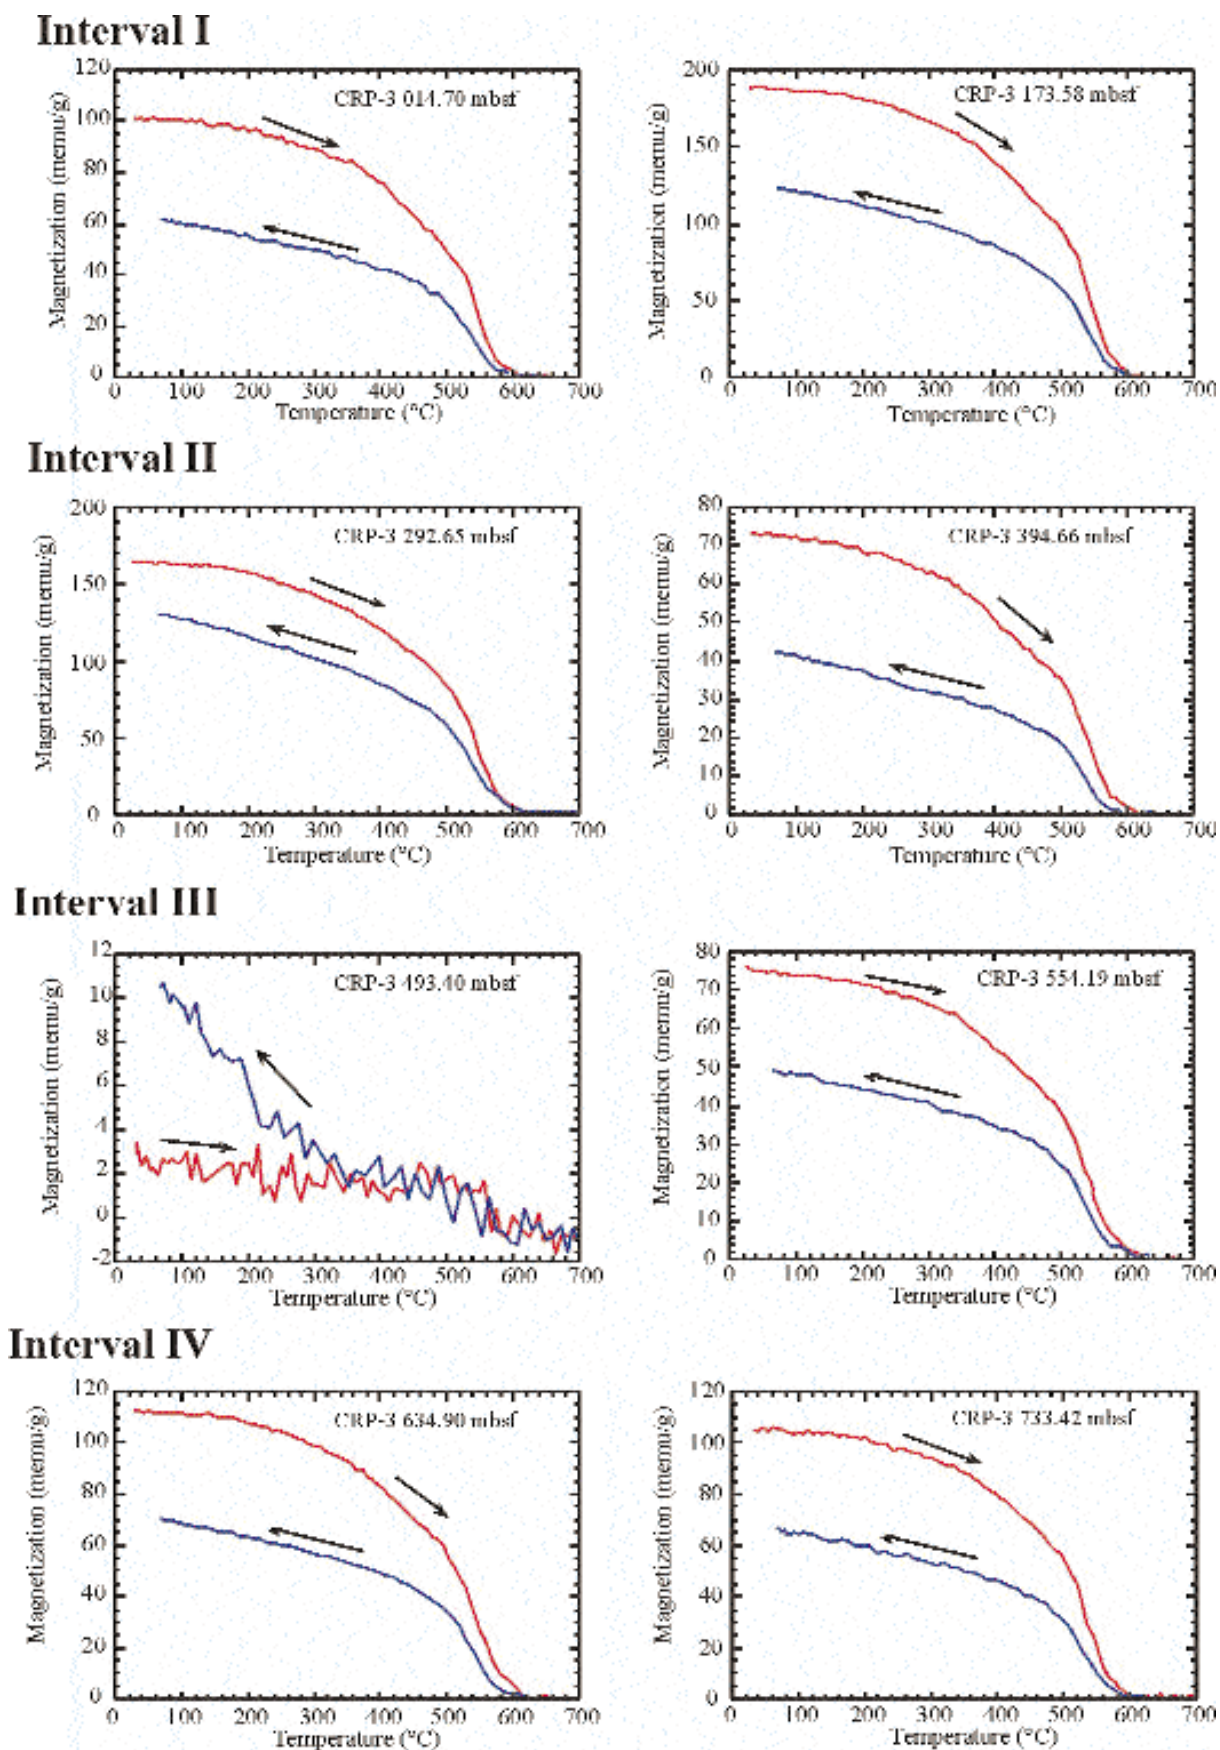 Interval I
CRP-3 014.70 mbsf
Magnetization (memu/g)
120
100
80
60
40
20
0
0 100 200 300 400 500 600 700
Temperature (°C)
CRP-3 173.58 mbsf
Magnetization (memu/g)
200
150
100
50
0
0 100 200 300 400 500 600 700
Temperature (°C)
Interval II
CRP-3 292.65 mbsf
Magnetization (memu/g)
200
150
100
50
0
0 100 200 300 400 500 600 700
Temperature (°C)
CRP-3 394.66 mbsf
Magnetization (memu/g)
80
70
60
50
40
30
20
10
0
0 100 200 300 400 500 600 700
Temperature (°C)
Interval III
CRP-3 493.40 mbsf
Magnetization (memu/g)
12
10
8
6
4
2
0
-2
0 100 200 300 400 500 600 700
Temperature (°C)
CRP-3 554.19 mbsf
Magnetization (memu/g)
80
70
60
50
40
30
20
10
0
0 100 200 300 400 500 600 700
Temperature (°C)
Interval IV
CRP-3 634.90 mbsf
Magnetization (memu/g)
120
100
80
60
40
20
0
0 100 200 300 400 500 600 700
Temperature (°C)
CRP-3 733.42 mbsf
Magnetization (memu/g)
120
100
80
60
40
20
0
0 100 200 300 400 500 600 700
Temperature (°C)